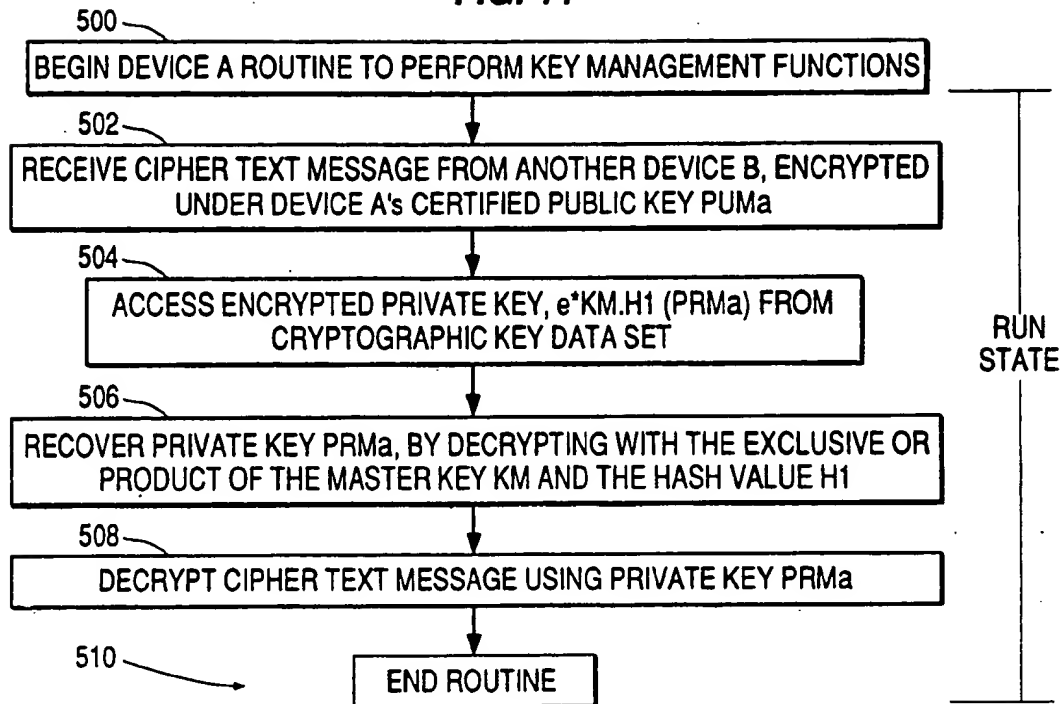 500
BEGIN DEVICE A ROUTINE TO PERFORM KEY MANAGEMENT FUNCTIONS
502
RECEIVE CIPHER TEXT MESSAGE FROM ANOTHER DEVICE B, ENCRYPTED
UNDER DEVICE A's CERTIFIED PUBLIC KEY PUMa
504
ACCESS ENCRYPTED PRIVATE KEY, e*KM.H1 (PRMa) FROM
CRYPTOGRAPHIC KEY DATA SET
RUN
STATE
506
RECOVER PRIVATE KEY PRMa, BY DECRYPTING WITH THE EXCLUSIVE OR
PRODUCT OF THE MASTER KEY KM AND THE HASH VALUE H1
508
DECRYPT CIPHER TEXT MESSAGE USING PRIVATE KEY PRMa
510
END ROUTINE